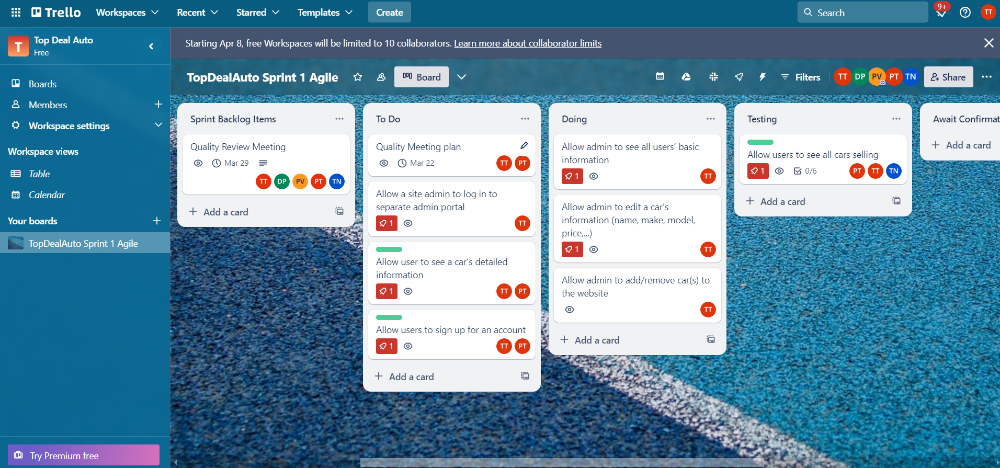 Trello
Workspaces
Recent
Starred
Templates
Create
Search
9+
TT
T
Top Deal Auto
Free
Starting Apr 8, free Workspaces will be limited to 10 collaborators. Learn more about collaborator limits
Boards
Members
Workspace settings
Workspace views
Table
Calendar
Your boards
TopDealAuto Sprint 1 Agile
Try Premium free
TopDealAuto Sprint 1 Agile
Board
Filters
TT
DP
PV
PT
TN
Share
Sprint Backlog Items
Quality Review Meeting
Mar 29
TT
DP
PV
PT
TN
Add a card
To Do
Quality Meeting plan
Mar 22
TT
PT
Allow a site admin to log in to
separate admin portal
1
TT
Allow user to see a car’s detailed
information
1
TT
PT
Allow users to sign up for an account
1
TT
PT
Add a card
Doing
Allow admin to see all users’ basic
information
1
TT
Allow admin to edit a car’s
information (name, make, model,
price,...)
1
TT
Allow admin to add/remove car(s) to
the website
TT
Add a card
Testing
Allow users to see all cars selling
1
0/6
PT
TT
TN
Add a card
Await Confirmat
Add a card